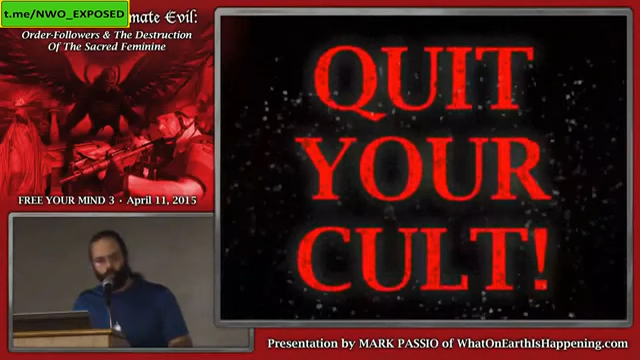 t.me/NWO_EXPOSED
mate Evil:
Order-Followers & The Destruction
Of The Sacred Feminine
FREE YOUR MIND 3 • April 11, 2015
QUIT
YOUR
CULT!
Presentation by MARK PASSIO of WhatOnEarthIsHappening.com